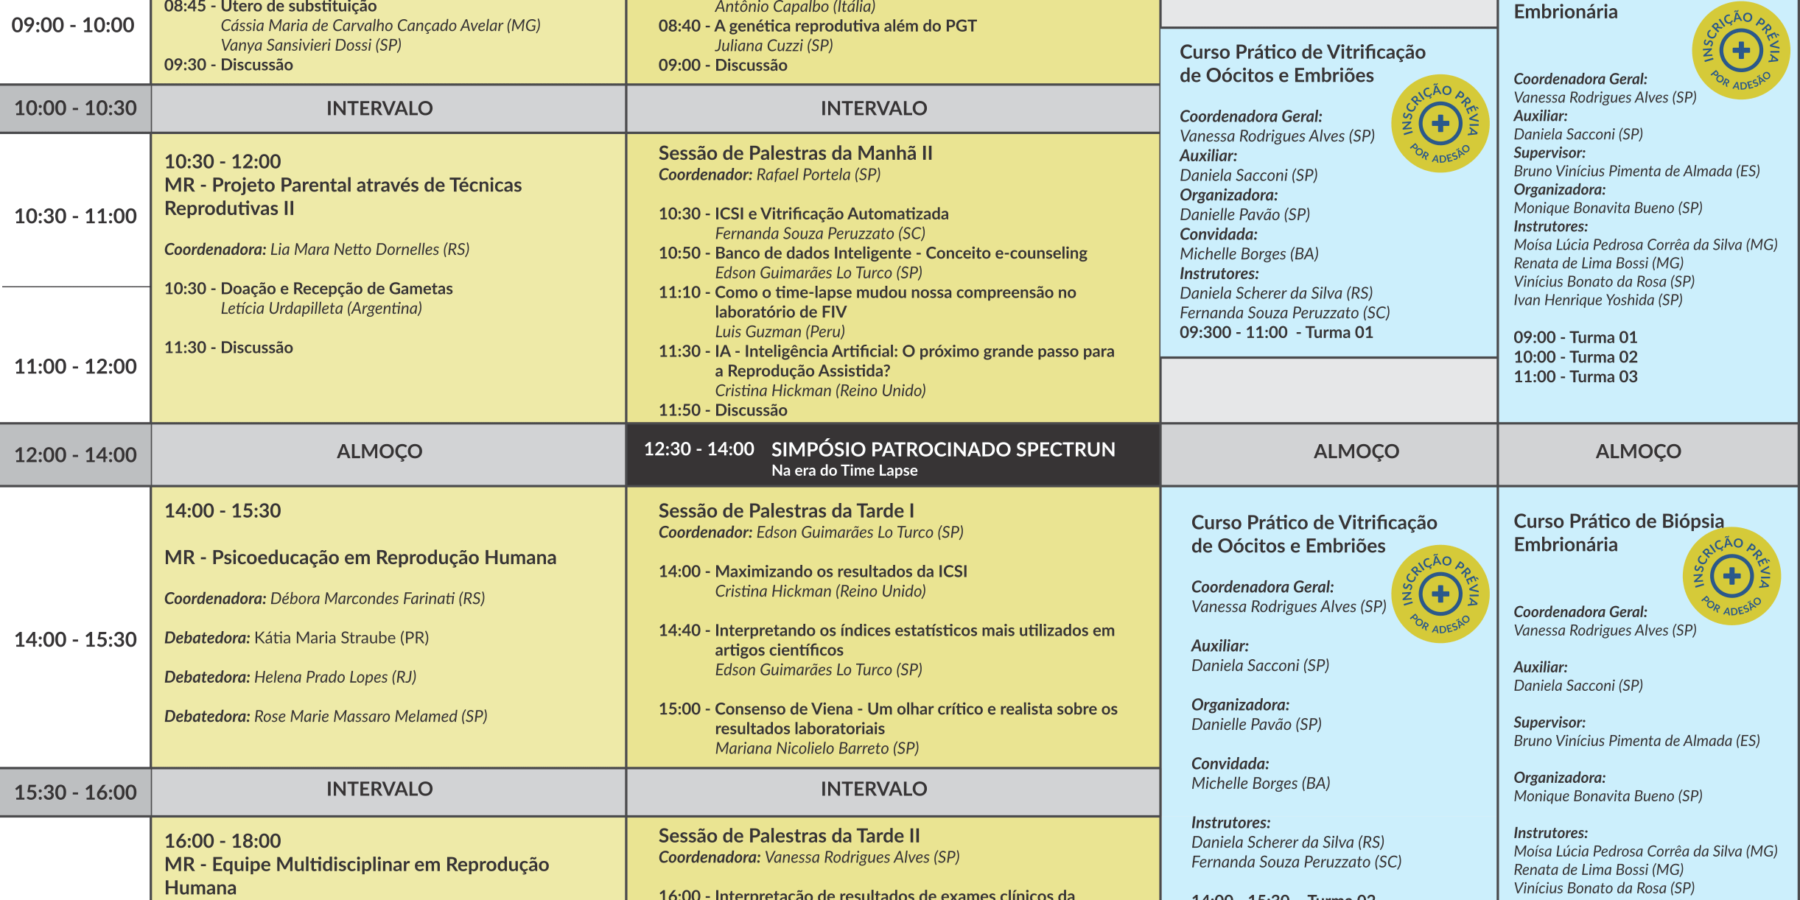 09:00 - 10:00
08:45 - Útero de substituição
Cássia Maria de Carvalho Cançado Avelar (MG)
Vanya Sansivieri Dossi (SP)
09:30 - Discussão
Antônio Capalbo (Itália)
08:40 - A genética reprodutiva além do PGT
Juliana Cuzzi (SP)
09:00 - Discussão
10:00 - 10:30
INTERVALO
INTERVALO
10:30 - 11:00
11:00 - 12:00
10:30 - 12:00
MR - Projeto Parental através de Técnicas
Reprodutivas II
Coordenadora: Lia Mara Netto Dornelles (RS)
10:30 - Doação e Recepção de Gametas
Letícia Urdapilleta (Argentina)
11:30 - Discussão
Sessão de Palestras da Manhã II
Coordenador: Rafael Portela (SP)
10:30 - ICSI e Vitrificação Automatizada
Fernanda Souza Peruzzato (SC)
10:50 - Banco de dados Inteligente - Conceito e-counseling
Edson Guimarães Lo Turco (SP)
11:10 - Como o time-lapse mudou nossa compreensão no
laboratório de FIV
Luis Guzman (Peru)
11:30 - IA - Inteligência Artificial: O próximo grande passo para
a Reprodução Assistida?
Cristina Hickman (Reino Unido)
11:50 - Discussão
Curso Prático de Vitrificação
de Oócitos e Embriões
INSCRIÇÃO PRÉVIA
POR ADESÃO
Coordenadora Geral:
Vanessa Rodrigues Alves (SP)
Auxiliar:
Daniela Sacconi (SP)
Organizadora:
Danielle Pavão (SP)
Convidada:
Michelle Borges (BA)
Instrutores:
Daniela Scherer da Silva (RS)
Fernanda Souza Peruzzato (SC)
09:300 - 11:00 - Turma 01
Embrionária
INSCRIÇÃO PRÉVIA
POR ADESÃO
Coordenadora Geral:
Vanessa Rodrigues Alves (SP)
Auxiliar:
Daniela Sacconi (SP)
Supervisor:
Bruno Vinícius Pimenta de Almada (ES)
Organizadora:
Monique Bonavita Bueno (SP)
Instrutores:
Moísa Lúcia Pedrosa Corrêa da Silva (MG)
Renata de Lima Bossi (MG)
Vinícius Bonato da Rosa (SP)
Ivan Henrique Yoshida (SP)
09:00 - Turma 01
10:00 - Turma 02
11:00 - Turma 03
12:00 - 14:00
ALMOÇO
12:30 - 14:00 SIMPÓSIO PATROCINADO SPECTRUN
Na era do Time Lapse
ALMOÇO
ALMOÇO
14:00 - 15:30
14:00 - 15:30
MR - Psicoeducação em Reprodução Humana
Coordenadora: Débora Marcondes Farinati (RS)
Debatedora: Kátia Maria Straube (PR)
Debatedora: Helena Prado Lopes (RJ)
Debatedora: Rose Marie Massaro Melamed (SP)
Sessão de Palestras da Tarde I
Coordenador: Edson Guimarães Lo Turco (SP)
14:00 - Maximizando os resultados da ICSI
Cristina Hickman (Reino Unido)
14:40 - Interpretando os índices estatísticos mais utilizados em
artigos científicos
Edson Guimarães Lo Turco (SP)
15:00 - Consenso de Viena - Um olhar crítico e realista sobre os
resultados laboratoriais
Mariana Nicolielo Barreto (SP)
Curso Prático de Vitrificação
de Oócitos e Embriões
INSCRIÇÃO PRÉVIA
POR ADESÃO
Coordenadora Geral:
Vanessa Rodrigues Alves (SP)
Auxiliar:
Daniela Sacconi (SP)
Organizadora:
Danielle Pavão (SP)
Convidada:
Michelle Borges (BA)
Instrutores:
Daniela Scherer da Silva (RS)
Fernanda Souza Peruzzato (SC)
14:00 - 15:30 - Turma 02
Curso Prático de Biópsia
Embrionária
INSCRIÇÃO PRÉVIA
POR ADESÃO
Coordenadora Geral:
Vanessa Rodrigues Alves (SP)
Auxiliar:
Daniela Sacconi (SP)
Supervisor:
Bruno Vinícius Pimenta de Almada (ES)
Organizadora:
Monique Bonavita Bueno (SP)
Instrutores:
Moísa Lúcia Pedrosa Corrêa da Silva (MG)
Renata de Lima Bossi (MG)
Vinícius Bonato da Rosa (SP)
15:30 - 16:00
INTERVALO
INTERVALO
16:00 - 18:00
MR - Equipe Multidisciplinar em Reprodução
Humana
Sessão de Palestras da Tarde II
Coordenadora: Vanessa Rodrigues Alves (SP)
16:00 - Interpretação de resultados de exames clínicos da